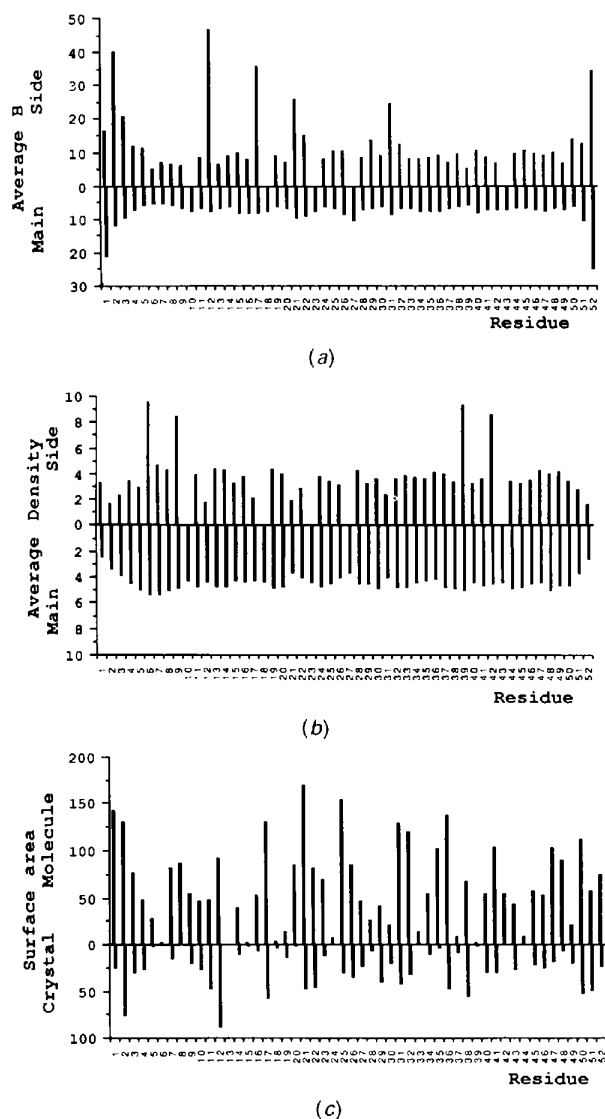 50
40
30
20
10
0
10
20
30
Average B
Main Side
1 2 3 4 5 6 7 8 9 10 11 12 13 14 15 16 17 18 19 20 21 22 23 24 25 26 27 28 29 30 31 32 33 34 35 36 37 38 39 40 41 42 43 44 45 46 47 48 49 50 51 52
Residue
(a)
10
8
6
4
2
0
2
4
6
8
10
Average Density
Main Side
1 2 3 4 5 6 7 8 9 10 11 12 13 14 15 16 17 18 19 20 21 22 23 24 25 26 27 28 29 30 31 32 33 34 35 36 37 38 39 40 41 42 43 44 45 46 47 48 49 50 51 52
Residue
(b)
200
150
100
50
0
50
100
Surface area
Crystal Molecule
1 2 3 4 5 6 7 8 9 10 11 12 13 14 15 16 17 18 19 20 21 22 23 24 25 26 27 28 29 30 31 32 33 34 35 36 37 38 39 40 41 42 43 44 45 46 47 48 49 50 51 52
Residue
(c)